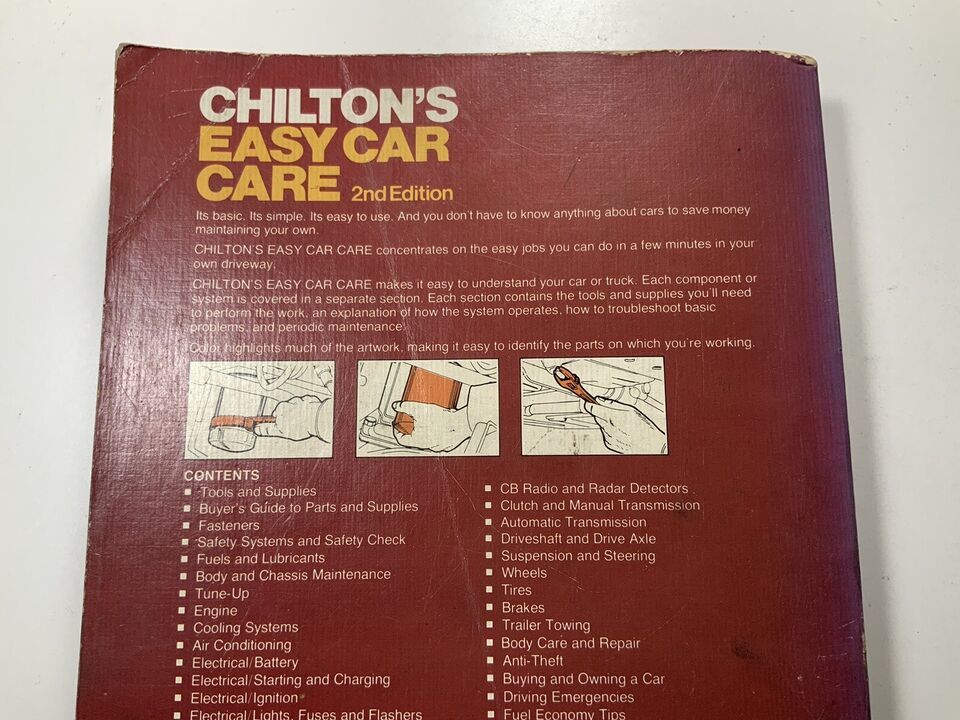 CHILTON'S
EASY CAR
CARE 2nd Edition
Its basic. Its simple. Its easy to use. And you don't have to know anything about cars to save money
maintaining your own.
CHILTON'S EASY CAR CARE concentrates on the easy jobs you can do in a few minutes in your
own driveway.
CHILTON'S EASY CAR CARE makes it easy to understand your car or truck. Each component or
system is covered in a separate section. Each section contains the tools and supplies you'll need
to perform the work, an explanation of how the system operates, how to troubleshoot basic
problems, and periodic maintenance.
Color highlights much of the artwork, making it easy to identify the parts on which you're working.
CONTENTS
▪ Tools and Supplies
▪ Buyer's Guide to Parts and Supplies
▪ Fasteners
▪ Safety Systems and Safety Check
▪ Fuels and Lubricants
▪ Body and Chassis Maintenance
▪ Tune-Up
▪ Engine
▪ Cooling Systems
▪ Air Conditioning
▪ Electrical/Battery
▪ Electrical/Starting and Charging
▪ Electrical/Ignition
▪ Electrical/Lights, Fuses and Flashers
▪ CB Radio and Radar Detectors
▪ Clutch and Manual Transmission
▪ Automatic Transmission
▪ Driveshaft and Drive Axle
▪ Suspension and Steering
▪ Wheels
▪ Tires
▪ Brakes
▪ Trailer Towing
▪ Body Care and Repair
▪ Anti-Theft
▪ Buying and Owning a Car
▪ Driving Emergencies
▪ Fuel Economy Tips